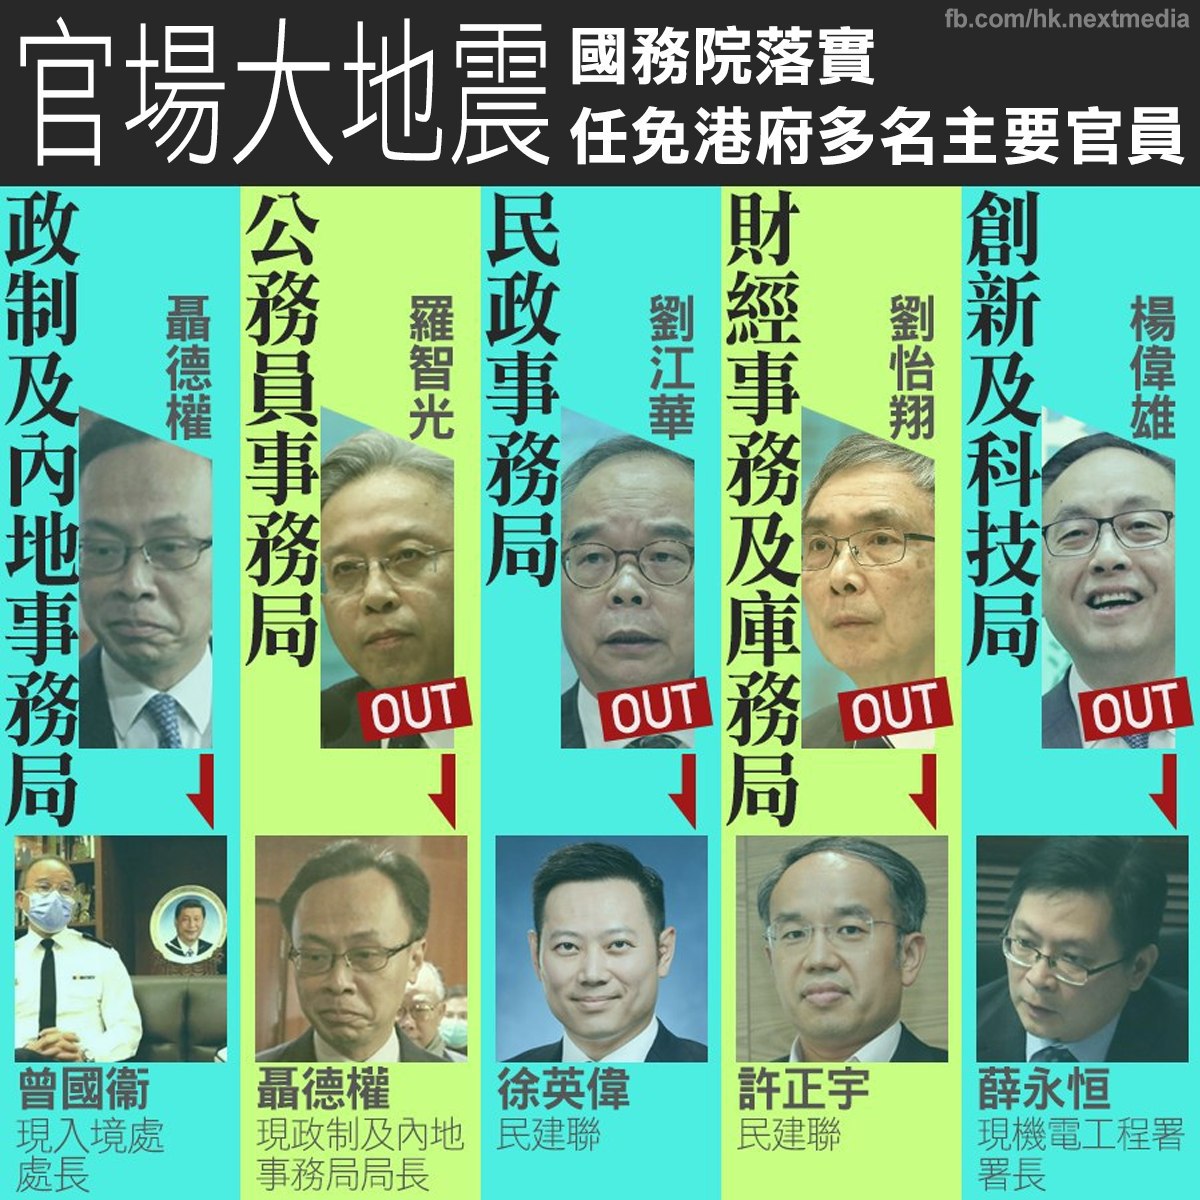 fb.com/hk.nextmedia
官場大地震
國務院落實
任免港府多名主要官員
政制及內地事務局
聶德權
公務員事務局
羅智光
OUT
民政事務局
劉江華
OUT
財經事務及庫務局
劉怡翔
OUT
創新及科技局
楊偉雄
OUT
曾國衞
現入境處
處長
聶德權
現政制及內地
事務局局長
徐英偉
民建聯
許正宇
民建聯
薛永恒
現機電工程署
署長